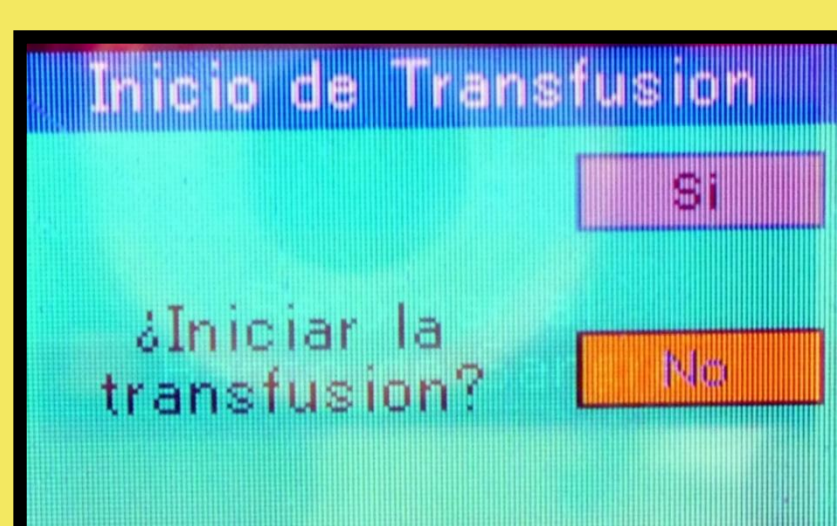 Inicio de Transfusion
Si
¿Iniciar la
transfusion?
No